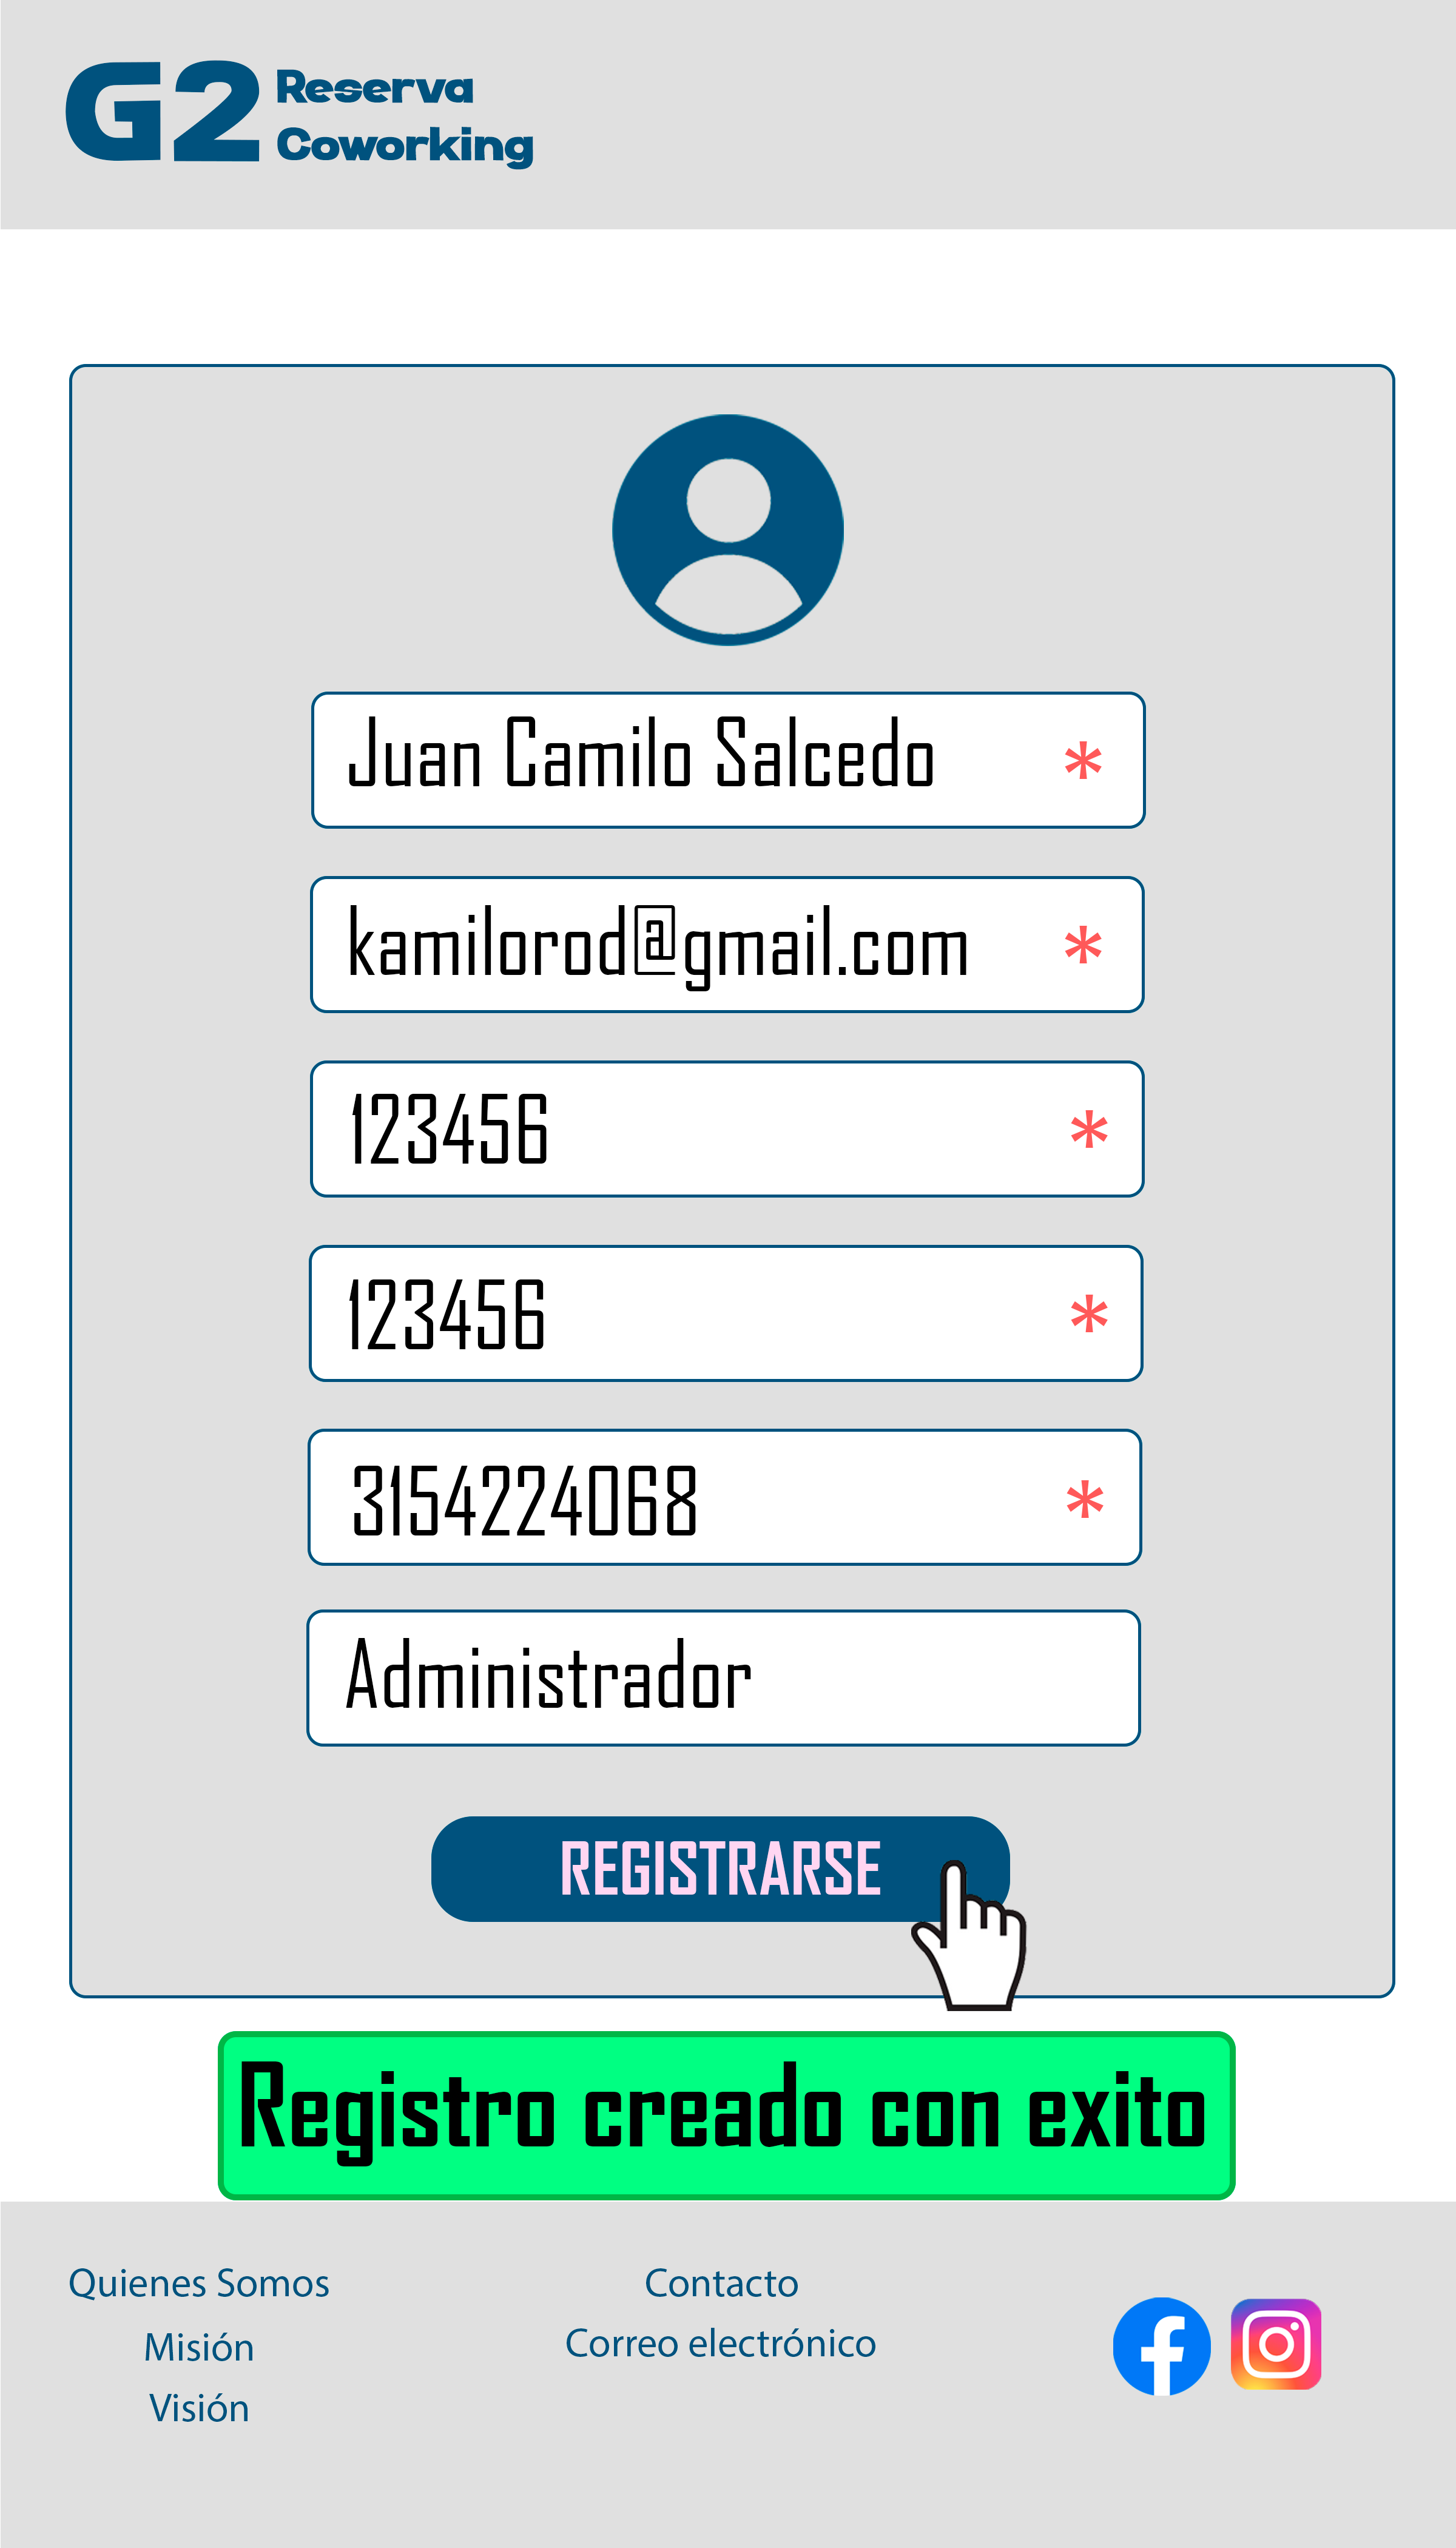 G2 Reserva
Coworking
Juan Camilo Salcedo *
kamilorod@gmail.com *
123456 *
123456 *
3154224068 *
Administrador
REGISTRARSE
Registro creado con exito
Quienes Somos
Misión
Visión
Contacto
Correo electrónico